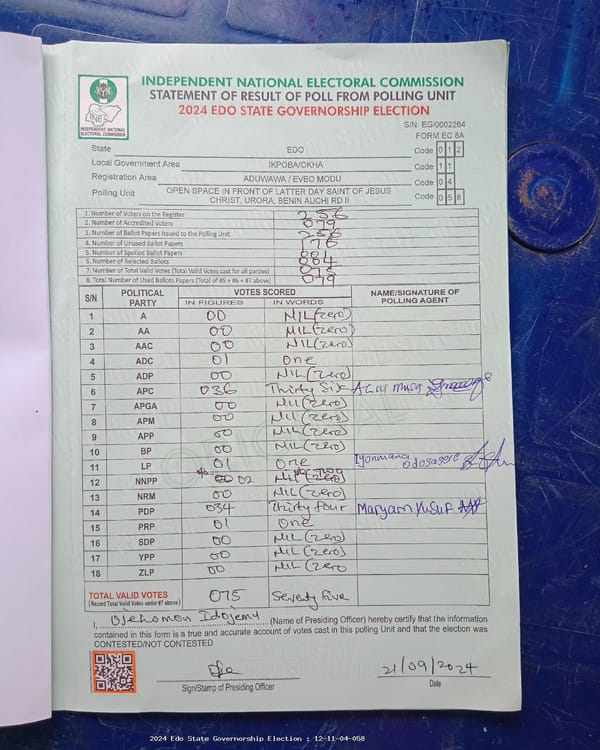 INDEPENDENT NATIONAL ELECTORAL COMMISSION
STATEMENT OF RESULT OF POLL FROM POLLING UNIT
2024 EDO STATE GOVERNORSHIP ELECTION
INEC
INDEPENDENT NATIONAL ELECTORAL COMMISSION
S/N: EG/0002264
FORM EC 8A
State EDO Code 0 1 2
Local Government Area IKPOBA/OKHA Code 1 1
Registration Area ADUWAWA / EVBO MODU Code 0 4
Polling Unit OPEN SPACE IN FRONT OF LATTER DAY SAINT OF JESUS CHRIST, URORA, BENIN AUCHI RD II Code 0 5 8
1. Number of Voters on the Register 256
2. Number of Accredited Voters 079
3. Number of Ballot Papers Issued to the Polling Unit 256
4. Number of Unused Ballot Papers 176
5. Number of Spoiled Ballot Papers
6. Number of Rejected Ballots 004
7. Number of Total Valid Votes (Total Valid Votes cast for all parties) 075
8. Total Number of Used Ballots Papers (Total of #5 + #6 + #7 above) 079
S/N POLITICAL PARTY VOTES SCORED NAME/SIGNATURE OF POLLING AGENT
IN FIGURES IN WORDS
1 A 00 NIL(zero)
2 AA 00 NIL(zero)
3 AAC 00 NIL(zero)
4 ADC 01 one
5 ADP 00 NIL(zero)
6 APC 036 Thirty Six
7 APGA 00 NIL(zero)
8 APM 00 NIL(zero)
9 APP 00 NIL(zero)
10 BP 00 NIL(zero)
11 LP 01 One
12 NNPP 02
13 NRM 00 NIL(zero)
14 PDP 034 Thirty four Maryam Yusuf
15 PRP 01 One
16 SDP 00 NIL(zero)
17 YPP 00 NIL(zero)
18 ZLP 00 NIL(zero
TOTAL VALID VOTES 075 Seventy five
(Record Total Valid Votes under #7 above)
I, (Name of Presiding Officer) hereby certify that the information
contained in this form is a true and accurate account of votes cast in this polling Unit and that the election was
CONTESTED/NOT CONTESTED
21/09/2024
Sign/Stamp of Presiding Officer Date
2024 Edo State Governorship Election : 12-11-04-058